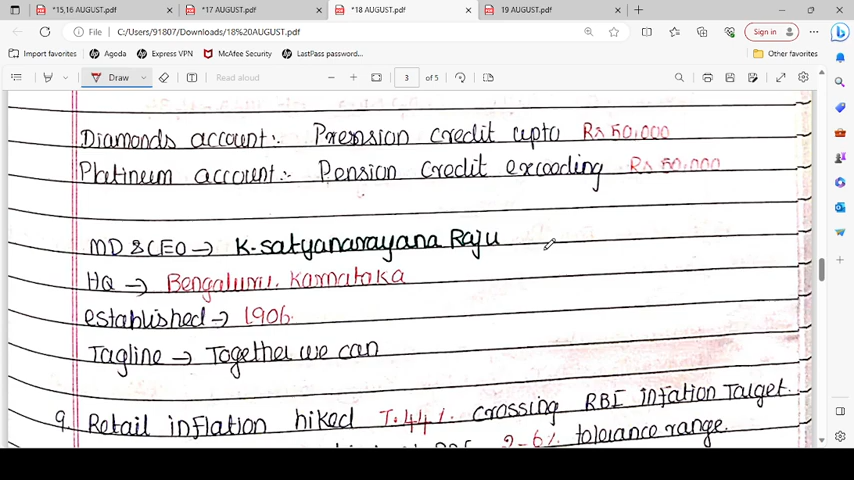 *15,16 AUGUST.pdf
*17 AUGUST.pdf
*18 AUGUST.pdf
19 AUGUST.pdf
File C:/Users/91807/Downloads/18%20AUGUST.pdf
Sign in
Import favorites Agoda Express VPN McAfee Security LastPass password... Other favorites
Draw Read aloud 3 of 5
Diamonds account:- Prension credit upto Rs 50,000
Platineum account:- Pension Credit exceeding Rs 50,000
MD & CEO → K. Satyanarayana Raju
HQ → Bengaluru, Karnataka
established → 1906.
Tagline → Together we can
9. Retail inflation hiked 7.44%. crossing RBI infation Target.
2-6% tolerance range.